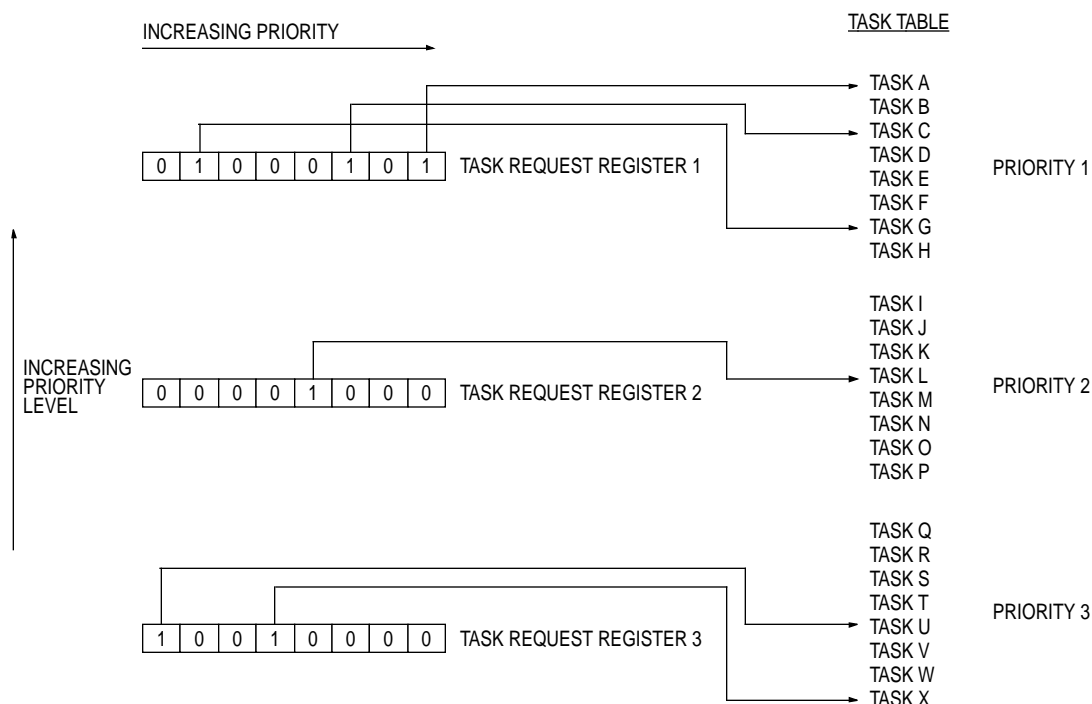 TASK TABLE
INCREASING PRIORITY
TASK A
TASK B
TASK C
TASK D
TASK E
TASK F
TASK G
TASK H
PRIORITY 1
0 1 0 0 0 1 0 1 TASK REQUEST REGISTER 1
TASK I
TASK J
TASK K
TASK L
TASK M
TASK N
TASK O
TASK P
PRIORITY 2
INCREASING
PRIORITY
LEVEL
0 0 0 0 1 0 0 0 TASK REQUEST REGISTER 2
TASK Q
TASK R
TASK S
TASK T
TASK U
TASK V
TASK W
TASK X
PRIORITY 3
1 0 0 1 0 0 0 0 TASK REQUEST REGISTER 3